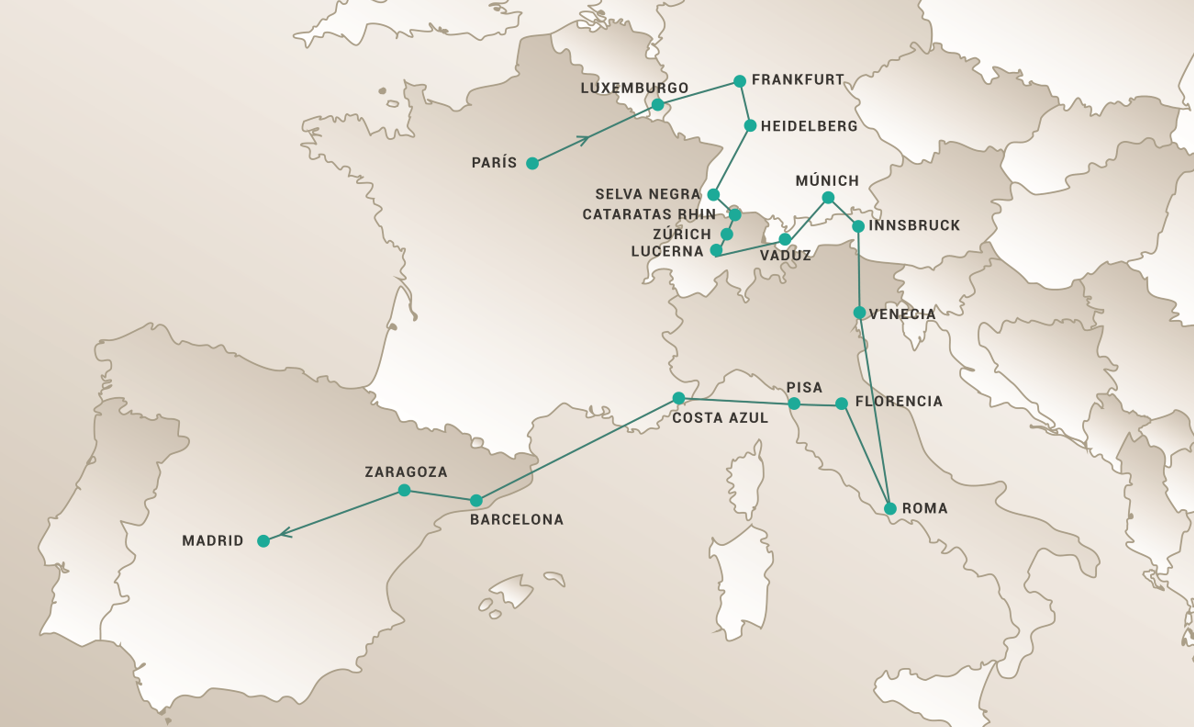 FRANKFURT
LUXEMBURGO
HEIDELBERG
PARÍS
MÚNICH
SELVA NEGRA
CATARATAS RHIN
INNSBRUCK
ZÚRICH
LUCERNA
VADUZ
VENECIA
PISA
FLORENCIA
COSTA AZUL
ZARAGOZA
ROMA
BARCELONA
MADRID